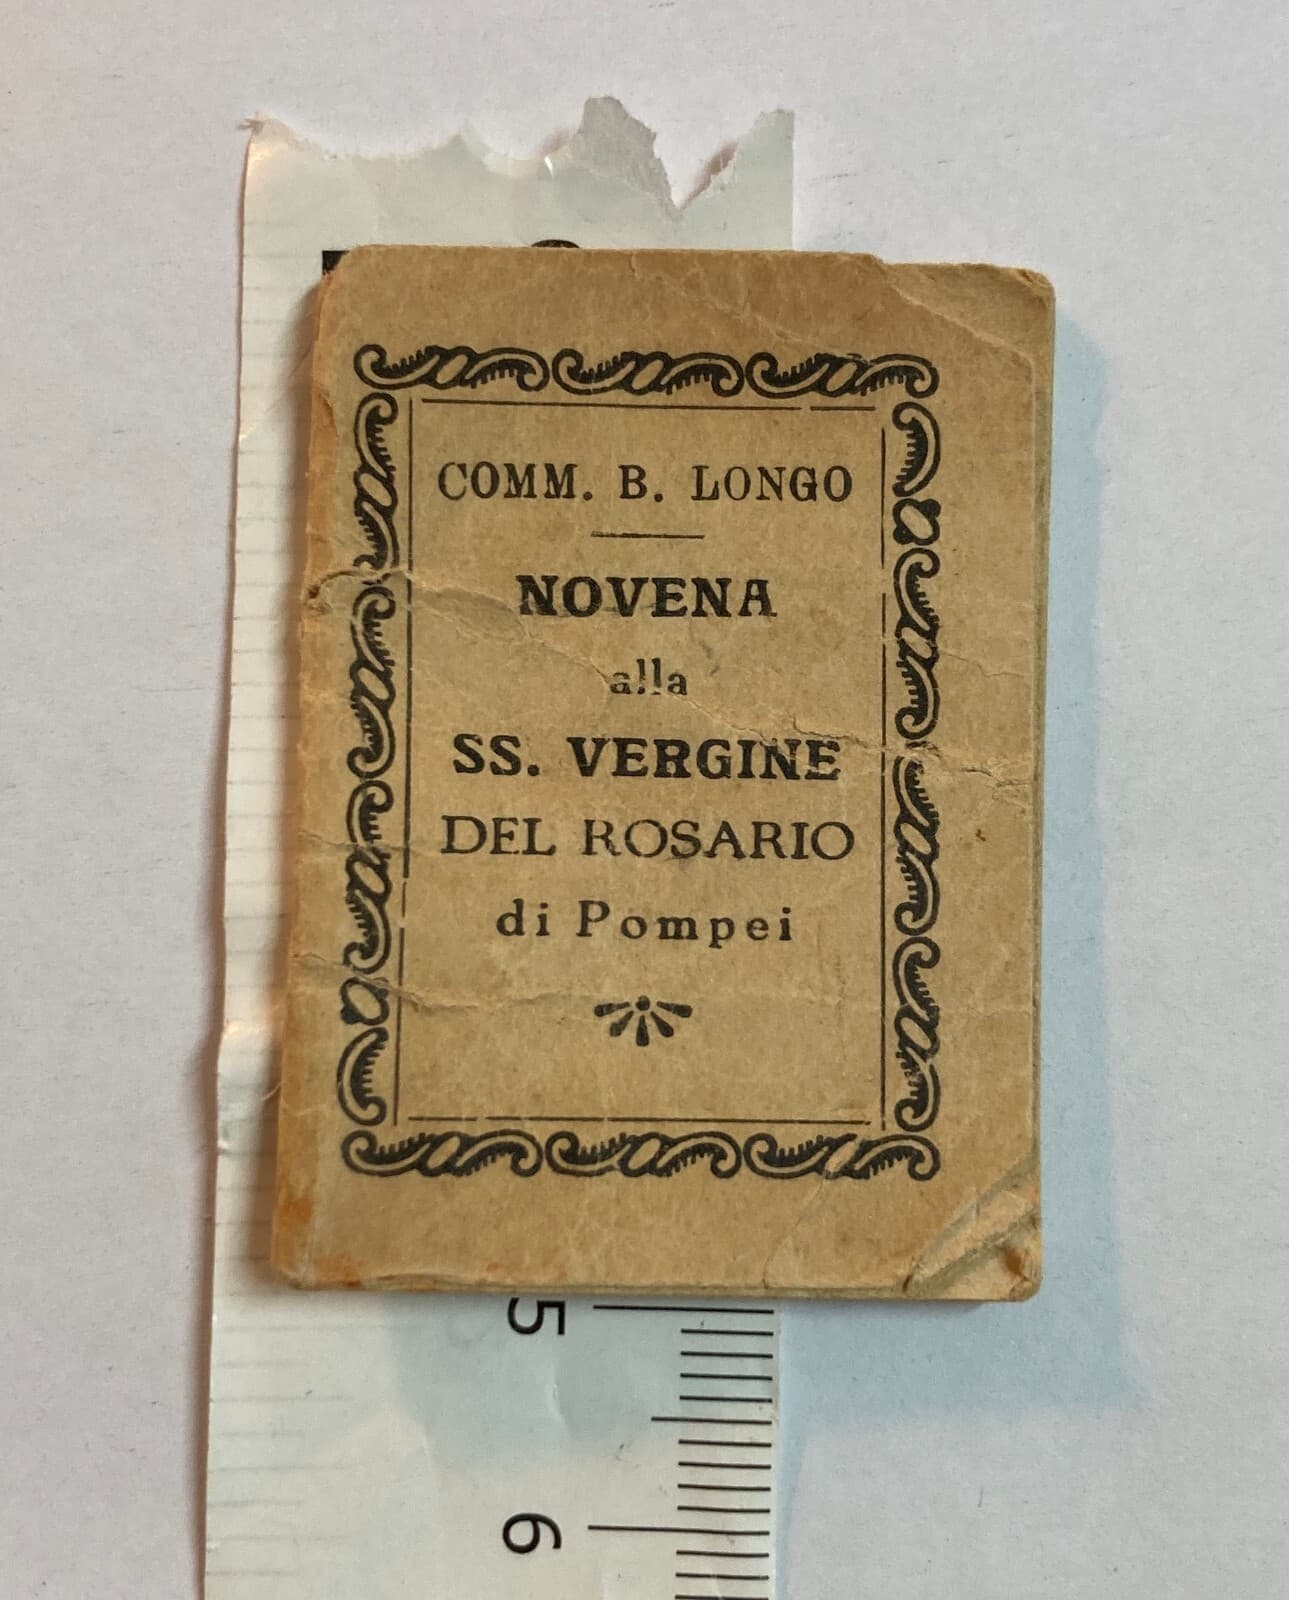 COMM. B. LONGO
NOVENA
alla
SS. VERGINE
DEL ROSARIO
di Pompei
5
6